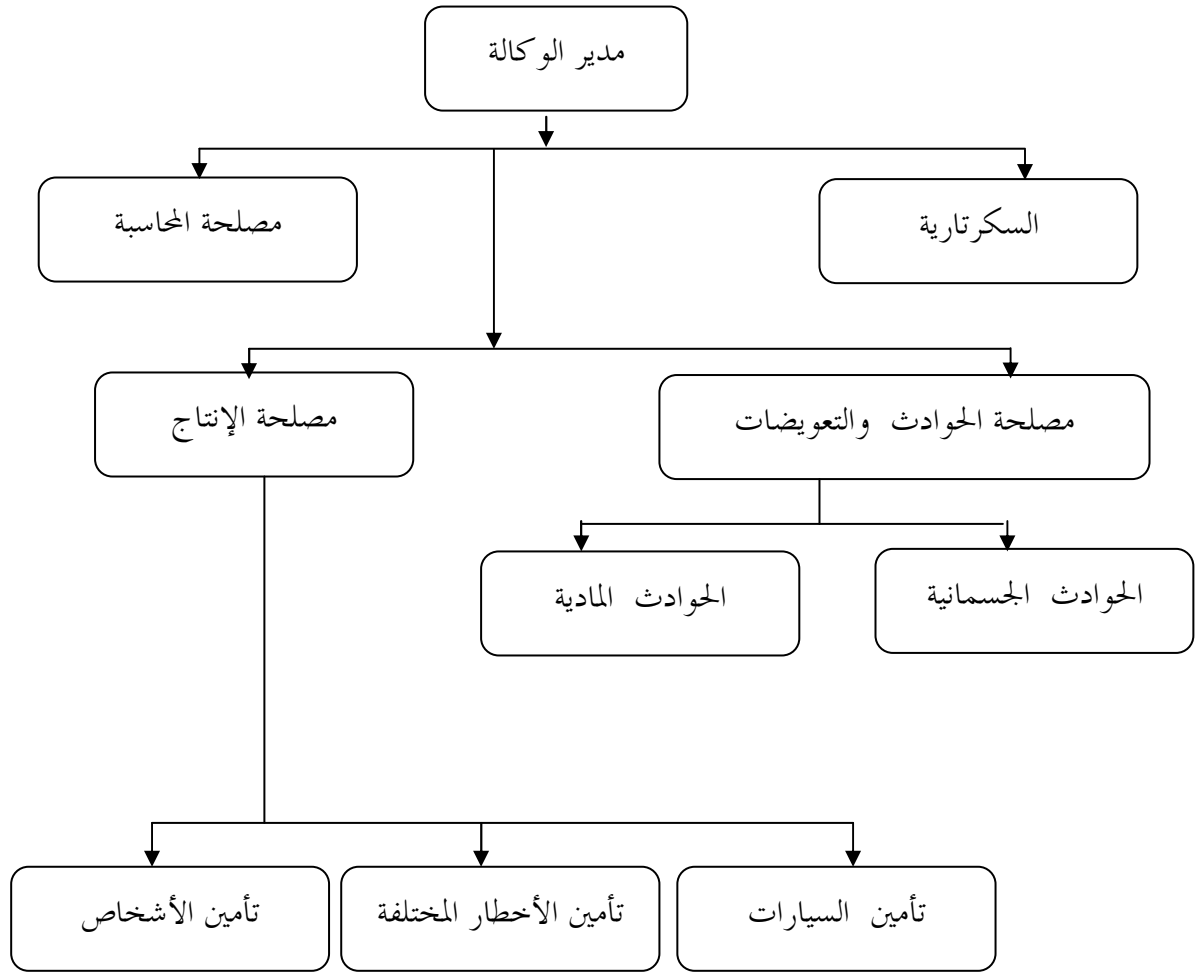 مدير الوكالة
السكرتارية
مصلحة المحاسبة
مصلحة الحوادث والتعويضات
مصلحة الإنتاج
الحوادث الجسمانية
الحوادث المادية
تأمين السيارات
تأمين الأخطار المختلفة
تأمين الأشخاص